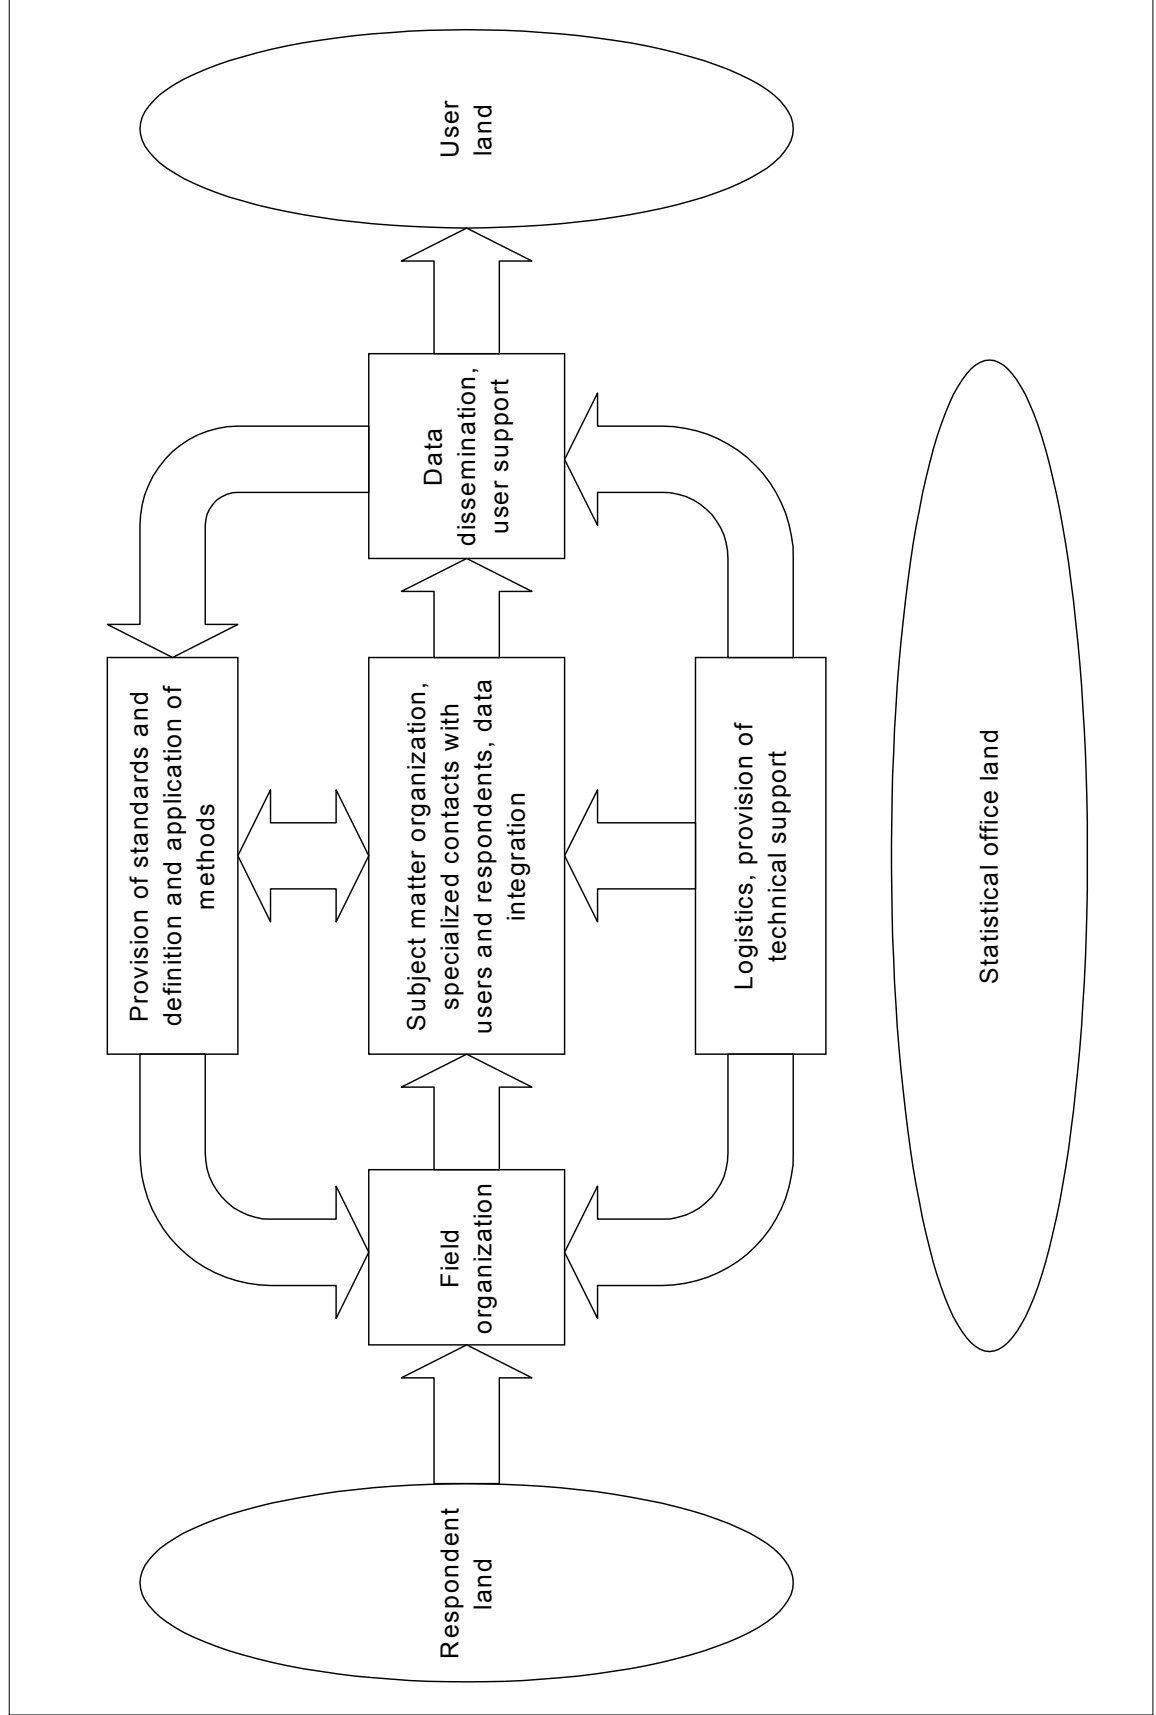 Respondent
land
Field
organization
Provision of standards and
definition and application of
methods
Subject matter organization,
specialized contacts with
users and respondents, data
integration
Logistics, provision of
technical support
Data
dissemination,
user support
User
land
Statistical office land